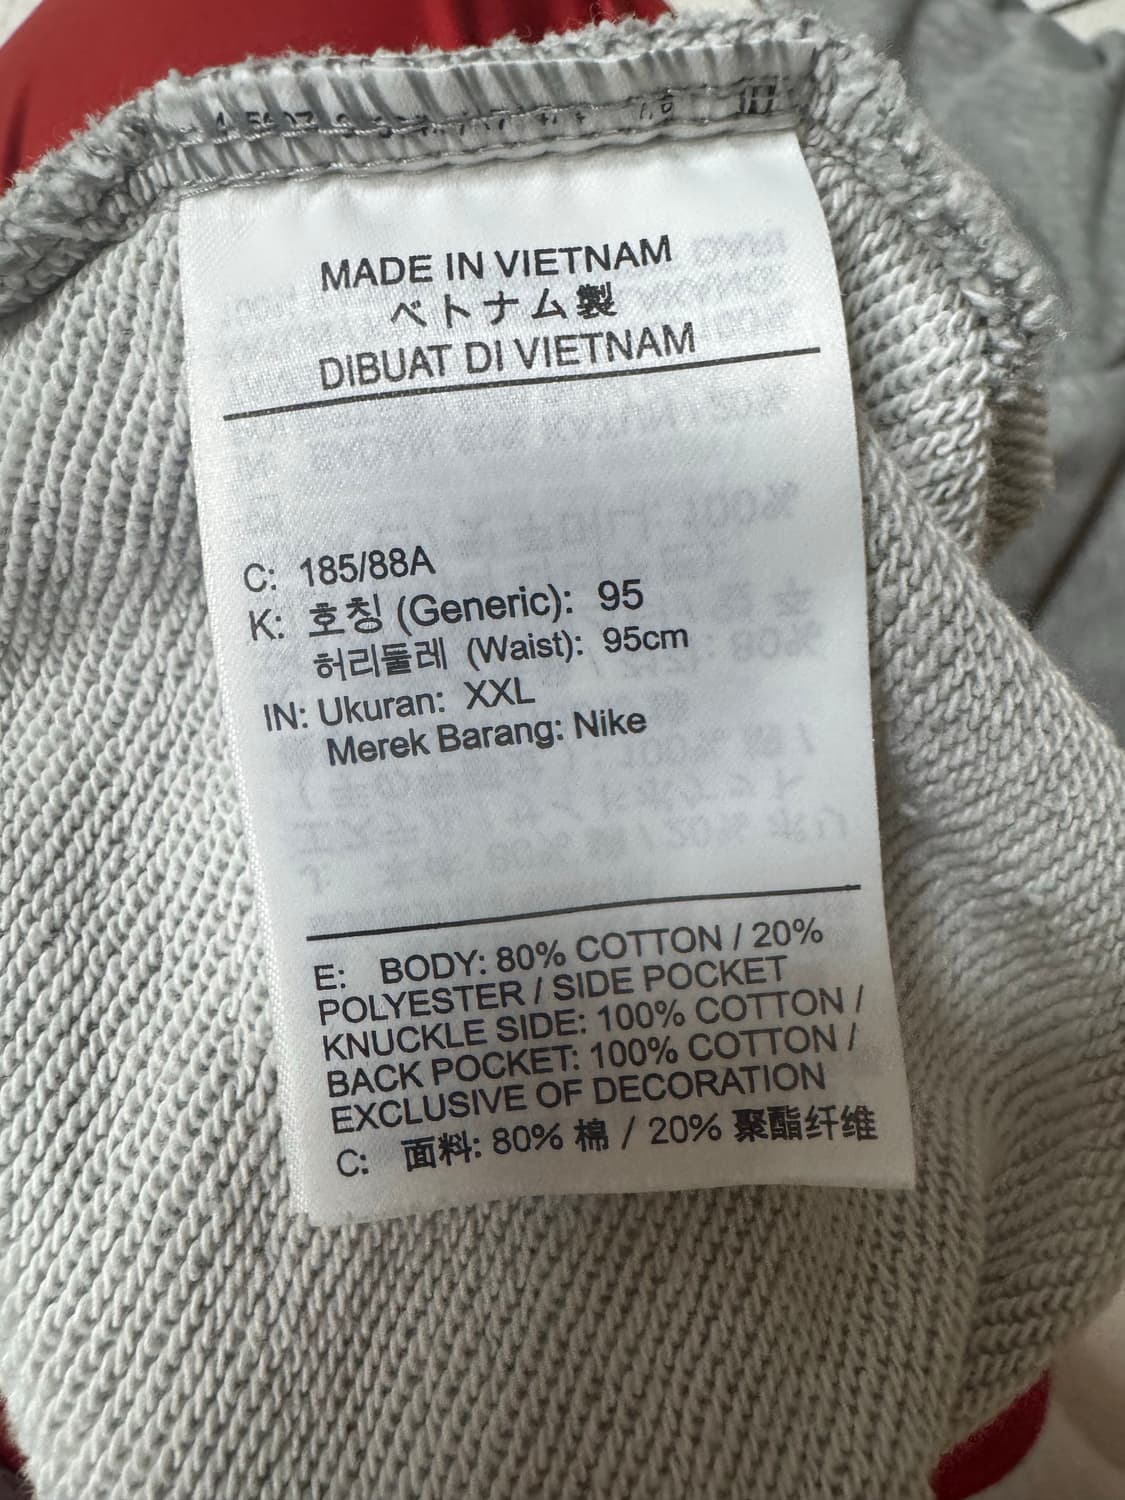 MADE IN VIETNAM
ベトナム製
DIBUAT DI VIETNAM
C: 185/88A
K: 호칭 (Generic): 95
허리둘레 (Waist): 95cm
IN: Ukuran: XXL
Merek Barang: Nike
E: BODY: 80% COTTON / 20%
POLYESTER / SIDE POCKET
KNUCKLE SIDE: 100% COTTON /
BACK POCKET: 100% COTTON /
EXCLUSIVE OF DECORATION
C: 面料: 80% 棉 / 20% 聚酯纤维